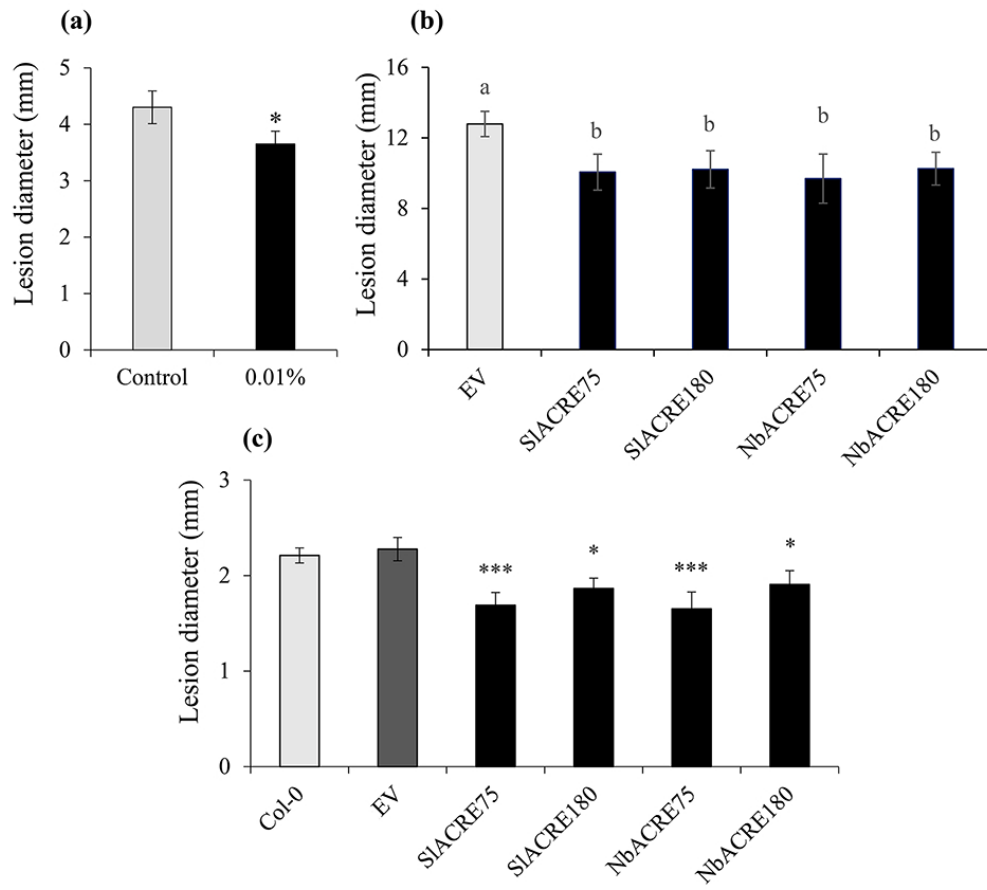 (a)
Lesion diameter (mm)
5
4
3
2
1
0
*
Control
0.01%
(b)
Lesion diameter (mm)
16
12
8
4
0
a
b
b
b
b
EV
SlACRE75
SlACRE180
NbACRE75
NbACRE180
(c)
Lesion diameter (mm)
3
2
1
0
***
*
***
*
Col-0
EV
SlACRE75
SlACRE180
NbACRE75
NbACRE180